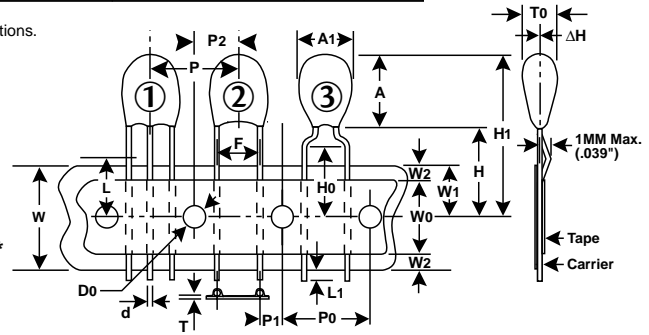 tions.
P2
A1
T0
ΔH
P
1
2
3
A
H1
F
H
1MM Max.
(.039")
L
H0
W2
W1
W
W0
Tape
W2
Carrier
D0
L1
d
T
P1
P0